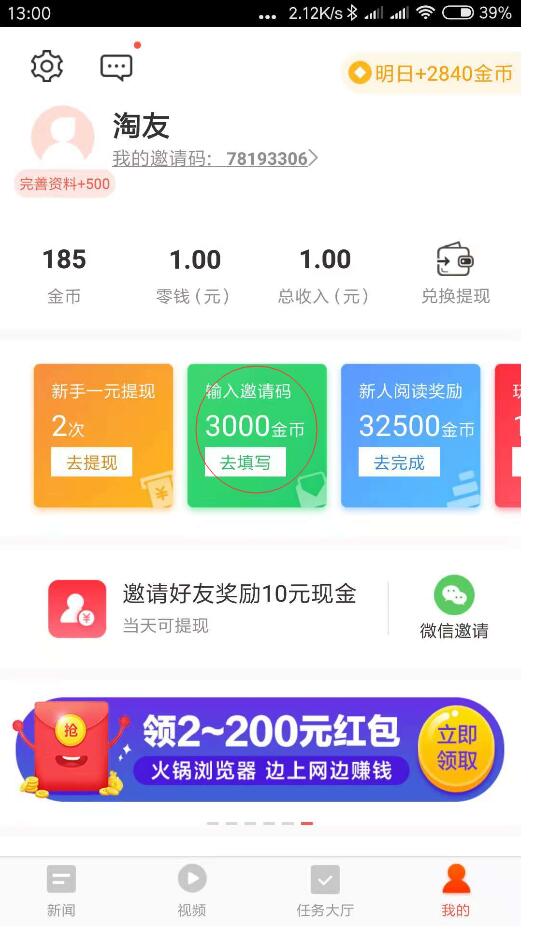 13:00
... 2.12K/s 39%
明日+2840金币
淘友
我的邀请码: 78193306
完善资料+500
185 1.00 1.00
金币 零钱(元) 总收入(元) 兑换提现
新手一元提现 输入邀请码 新人阅读奖励
2次 3000金币 32500金币
去提现 去填写 去完成
邀请好友奖励10元现金
当天可提现
微信邀请
抢
领2~200元红包
火锅浏览器 边上网边赚钱
立即
领取
新闻 视频 任务大厅 我的